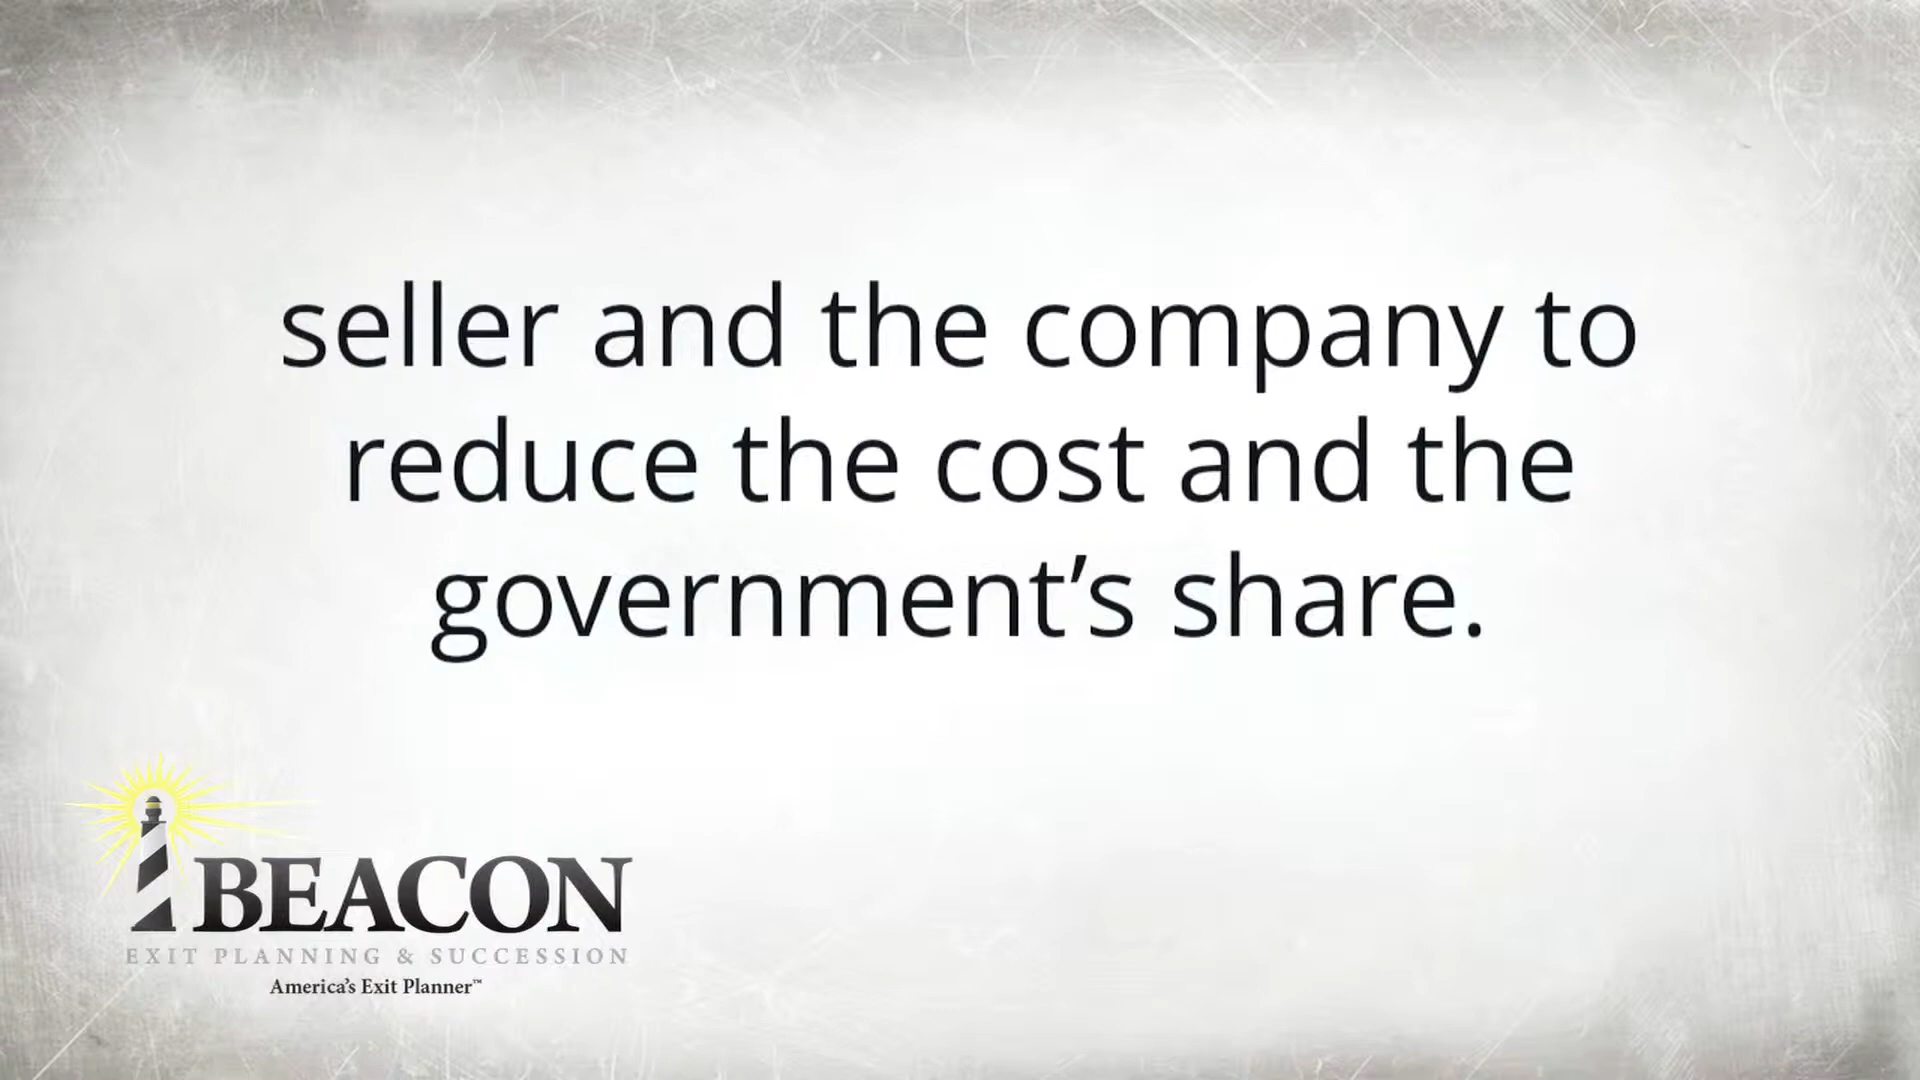 seller and the company to
reduce the cost and the
government’s share.
BEACON
EXIT PLANNING & SUCCESSION
America’s Exit Planner™